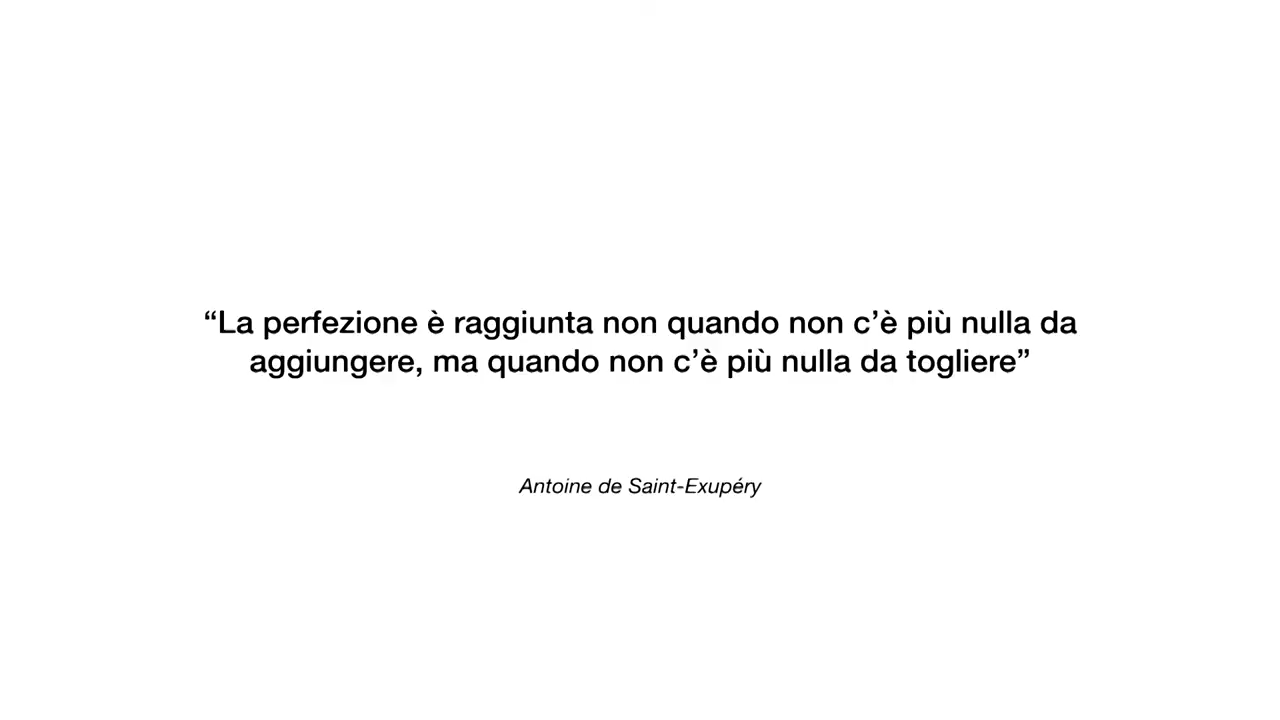 “La perfezione è raggiunta non quando non c’è più nulla da
aggiungere, ma quando non c’è più nulla da togliere”
Antoine de Saint-Exupéry